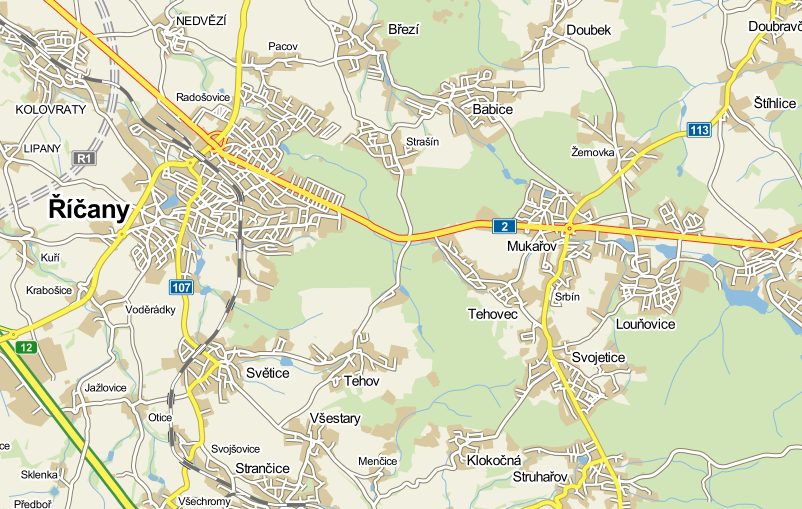 NEDVĚZÍ
Březí
Doubek
Doubravč
Pacov
Radošovice
KOLOVRATY
Babice
Štíhlice
113
Strašín
LIPANY
R1
Žernovka
Říčany
2
Mukařov
Kuří
Krabošice
107
Srbín
Voděrádky
Tehovec
Louňovice
12
Svojetice
Světice
Tehov
Jažlovice
Otice
Všestary
ce
Svojšovice
Menčice
Klokočná
Sklenka
Strančice
Struhařov
Předboř
Všechromy